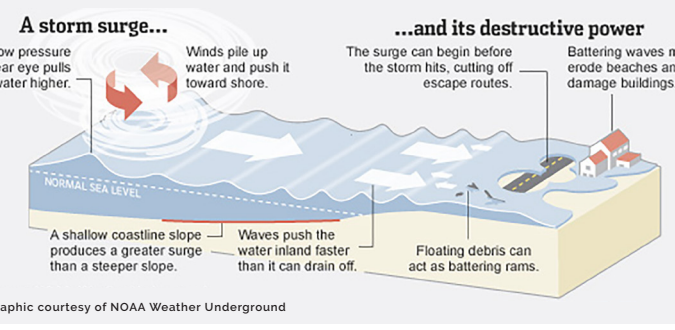 A storm surge...
...and its destructive power
ow pressure
ear eye pulls
water higher.
Winds pile up
water and push it
toward shore.
The surge can begin before
the storm hits, cutting off
escape routes.
Battering waves m
erode beaches an
damage buildings.
NORMAL SEA LEVEL
A shallow coastline slope
produces a greater surge
than a steeper slope.
Waves push the
water inland faster
than it can drain off.
Floating debris can
act as battering rams.
aphic courtesy of NOAA Weather Underground